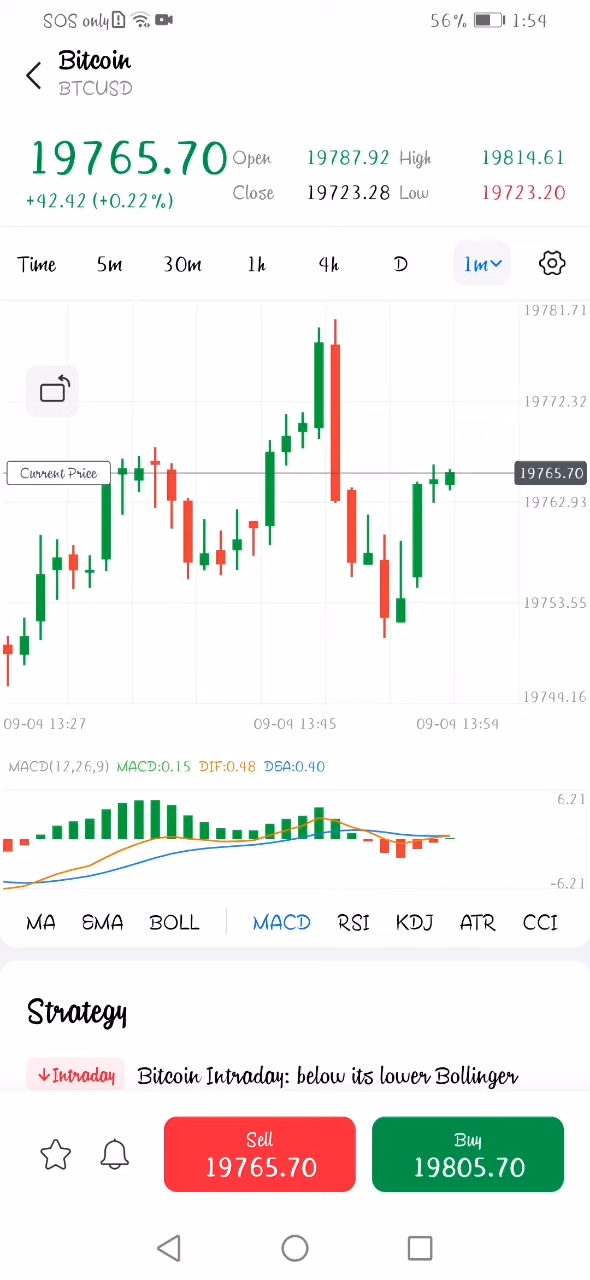 SOS only 56% 1:54
Bitcoin
BTCUSD
19765.70
+42.42 (+0.22%)
Open 19787.92 High 19814.61
Close 19723.28 Low 19723.20
Time 5m 30m 1h 4h D 1m
19781.71
19772.32
Current Price 19765.70
19762.93
19753.55
19744.16
09-04 13:27 09-04 13:45 09-04 13:54
MACD(12,26,9) MACD:0.15 DIF:0.48 DEA:0.40
6.21
-6.21
MA EMA BOLL MACD RSI KDJ ATR CCI
Strategy
↓Intraday Bitcoin Intraday: below its lower Bollinger
Sell Buy
19765.70 19805.70